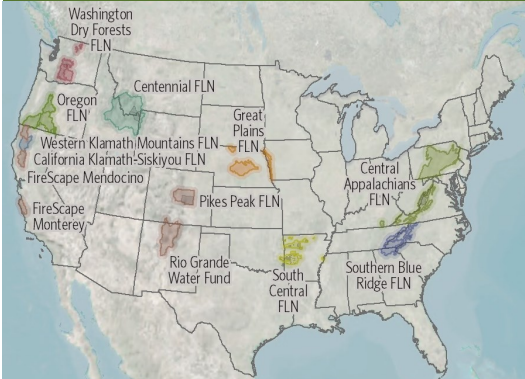 Washington
Dry Forests
FLN
Centennial FLN
Oregon
FLN
Great
Plains
FLN
Western Klamath Mountains FLN
California Klamath-Siskiyou FLN
FireScape Mendocino
Central
Appalachians
FLN
FireScape
Monterey
Pikes Peak FLN
Rio Grande
Water Fund
South
Central
FLN
Southern Blue
Ridge FLN